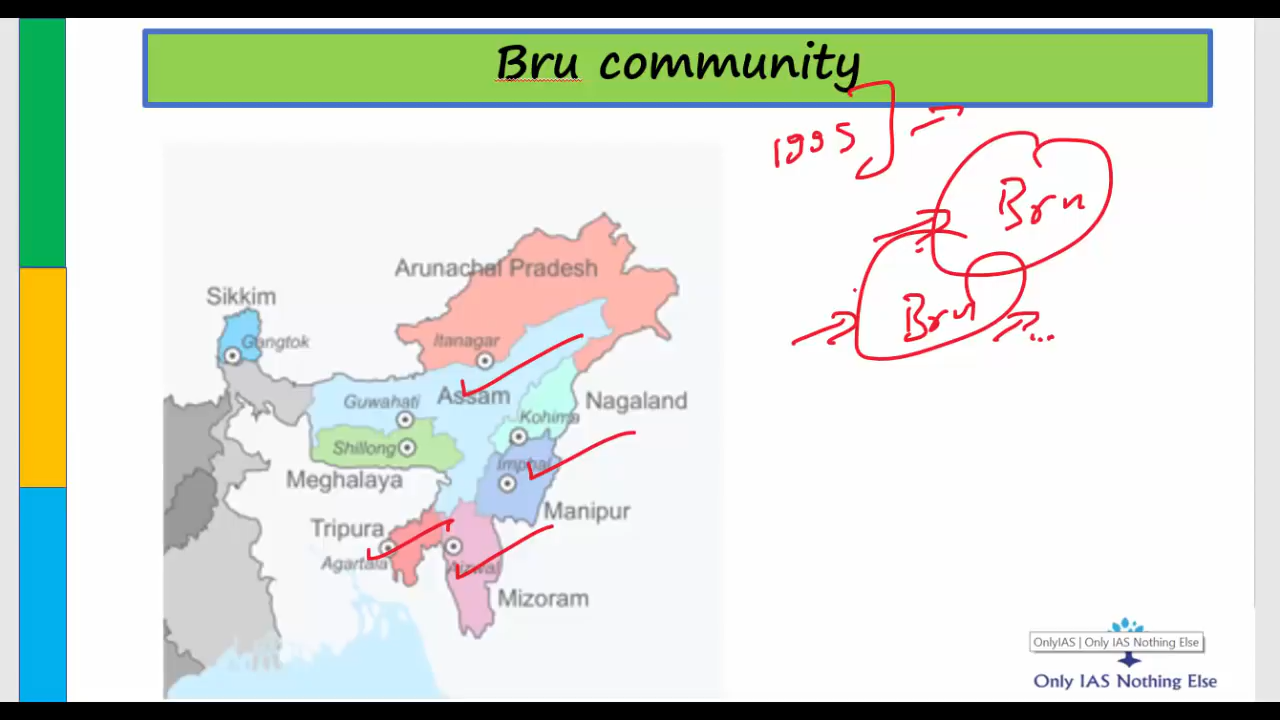 Bru community
1995
Bru
Bru
Arunachal Pradesh
Sikkim
Gangtok
Itanagar
Assam
Guwahati
Nagaland
Kohima
Shillong
Imphal
Meghalaya
Manipur
Tripura
Agartala
Aizwal
Mizoram
OnlyIAS | Only IAS Nothing Else
Only IAS Nothing Else